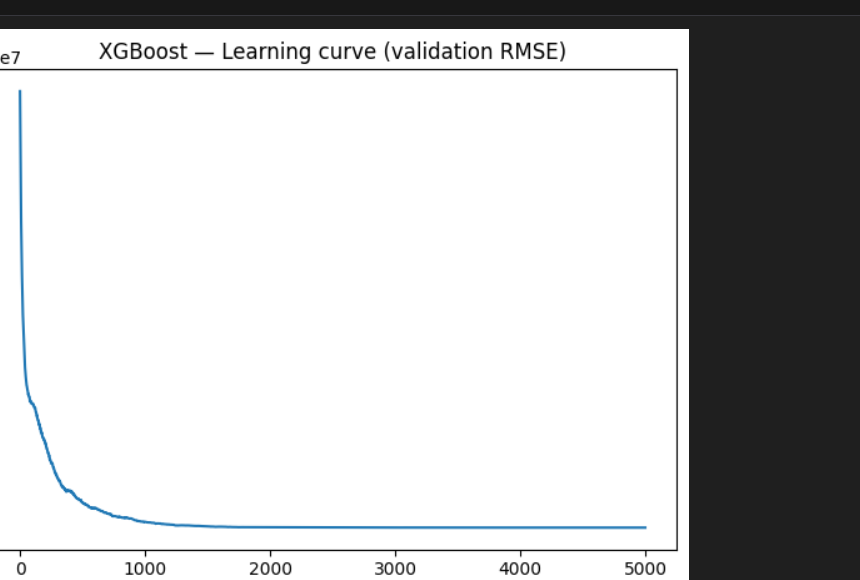 XGBoost — Learning curve (validation RMSE)
e7
0 1000 2000 3000 4000 5000